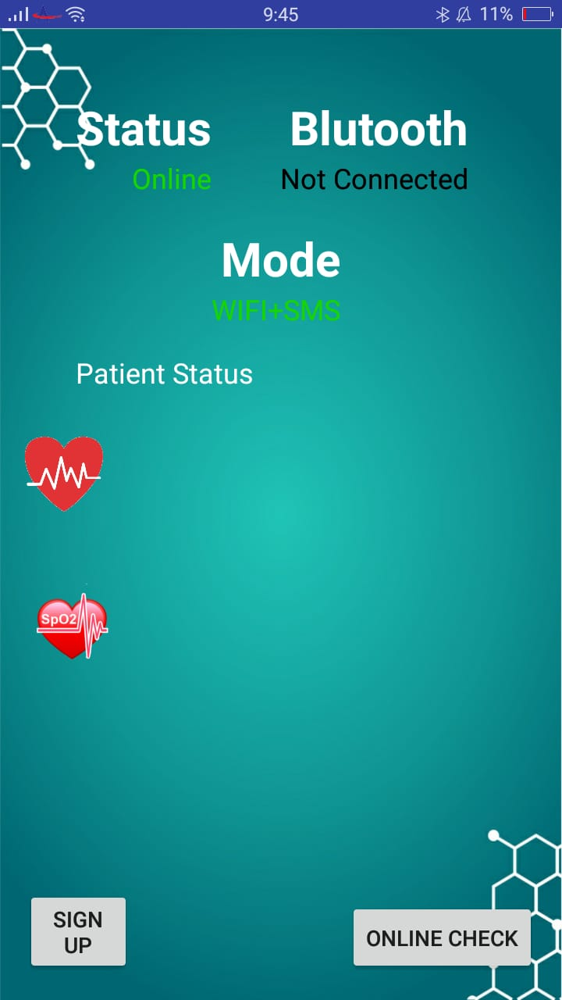 9:45 11%
Status Blutooth
Online Not Connected
Mode
WIFI+SMS
Patient Status
SpO2
SIGN
UP
ONLINE CHECK